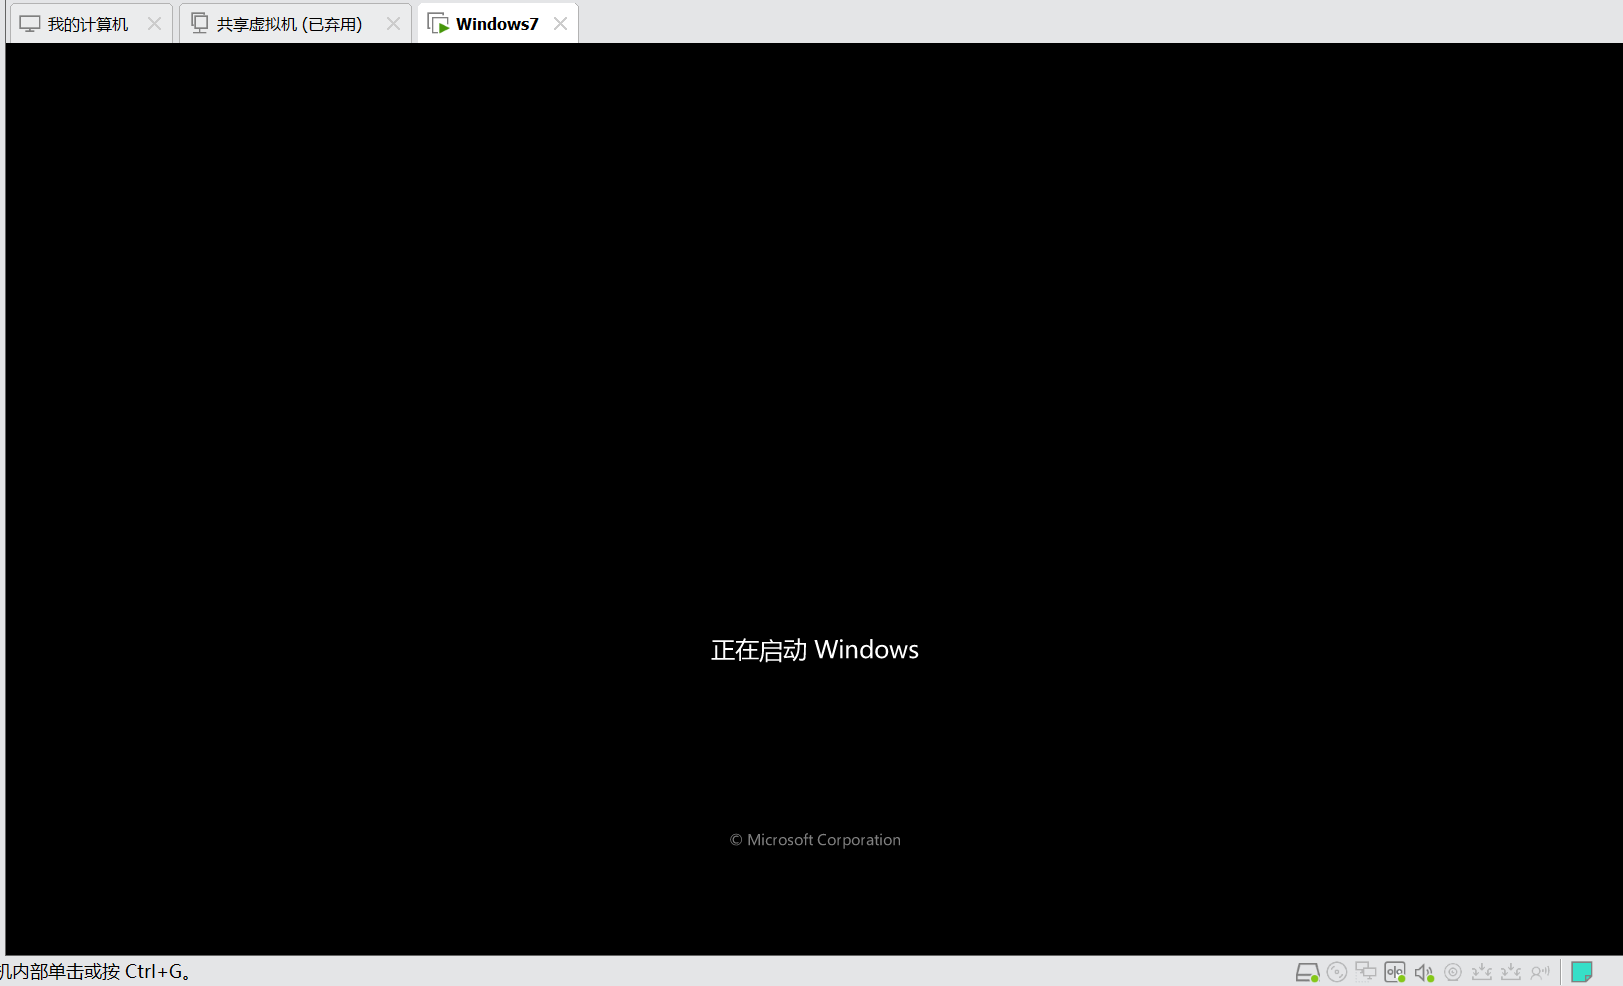 我的计算机
共享虚拟机 (已弃用)
Windows7
正在启动 Windows
© Microsoft Corporation
机内部单击或按 Ctrl+G。